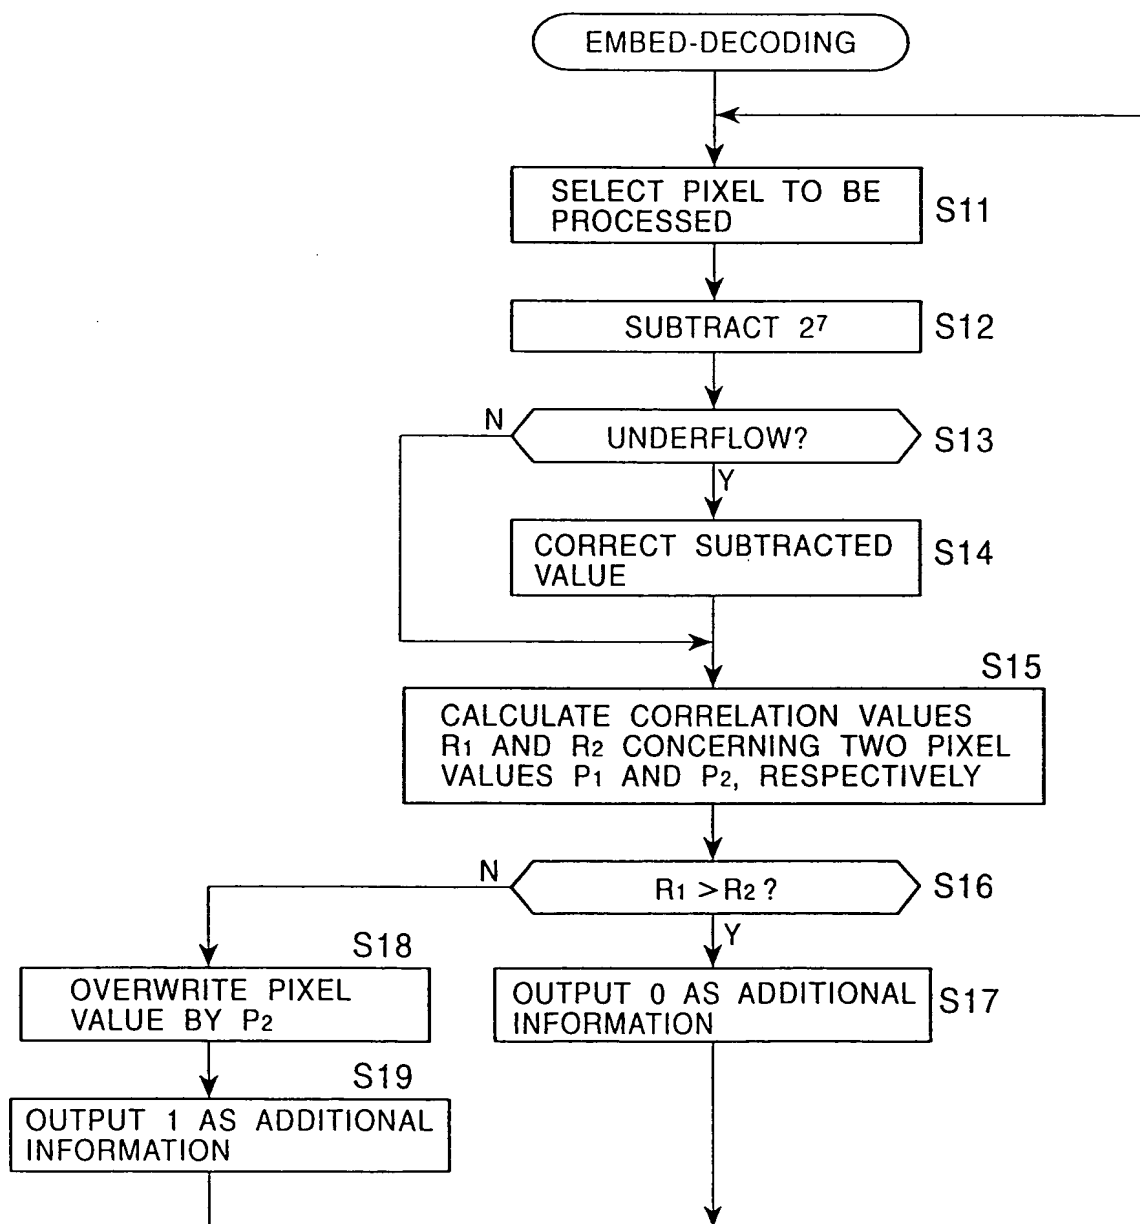 EMBED-DECODING
SELECT PIXEL TO BE
PROCESSED
S11
SUBTRACT 2⁷
S12
N
UNDERFLOW?
S13
Y
CORRECT SUBTRACTED
VALUE
S14
S15
CALCULATE CORRELATION VALUES
R₁ AND R₂ CONCERNING TWO PIXEL
VALUES P₁ AND P₂, RESPECTIVELY
N
R₁ > R₂ ?
S16
Y
S18
OVERWRITE PIXEL
VALUE BY P₂
OUTPUT 0 AS ADDITIONAL
INFORMATION
S17
S19
OUTPUT 1 AS ADDITIONAL
INFORMATION